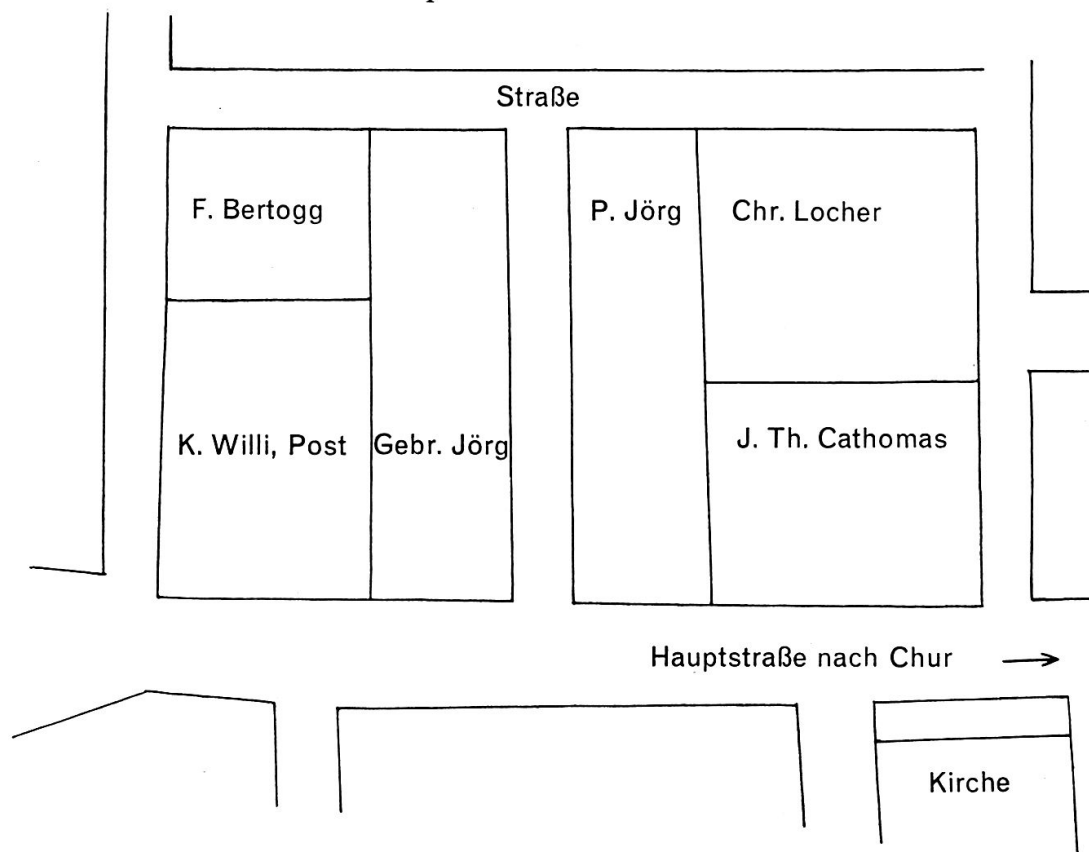 Straße
F. Bertogg
P. Jörg
Chr. Locher
K. Willi, Post
Gebr. Jörg
J. Th. Cathomas
Hauptstraße nach Chur
Kirche